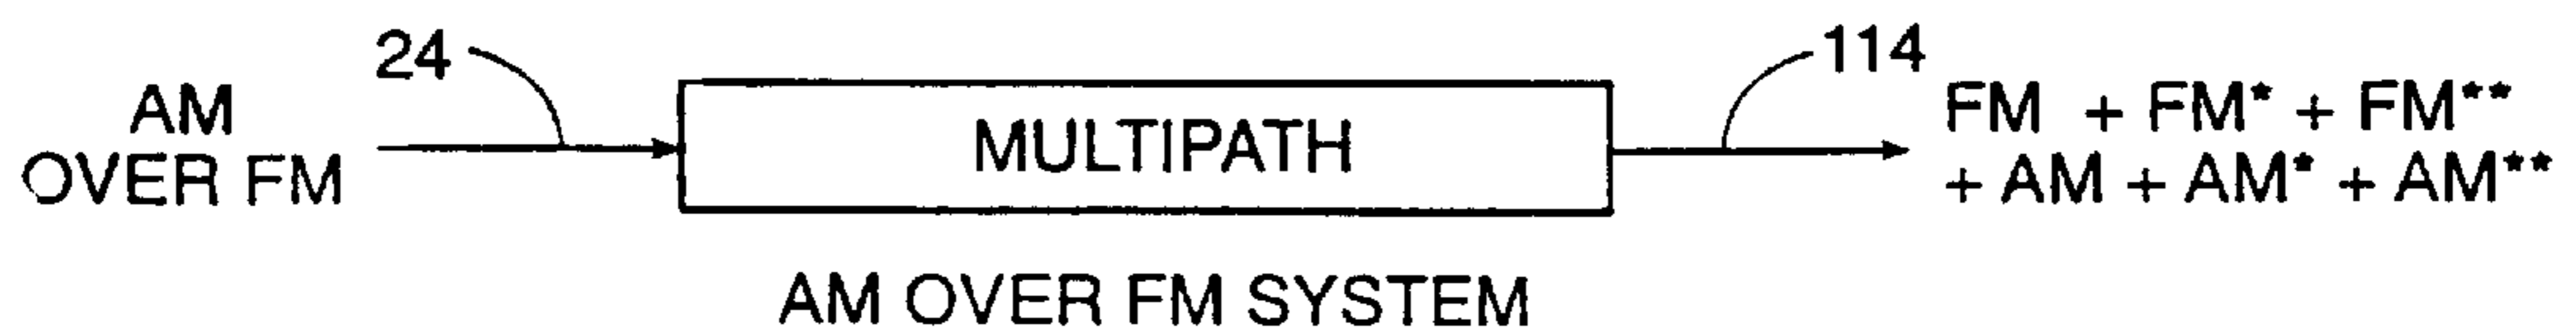 24
114
AM
OVER FM
MULTIPATH
FM + FM* + FM**
+ AM + AM* + AM**
AM OVER FM SYSTEM